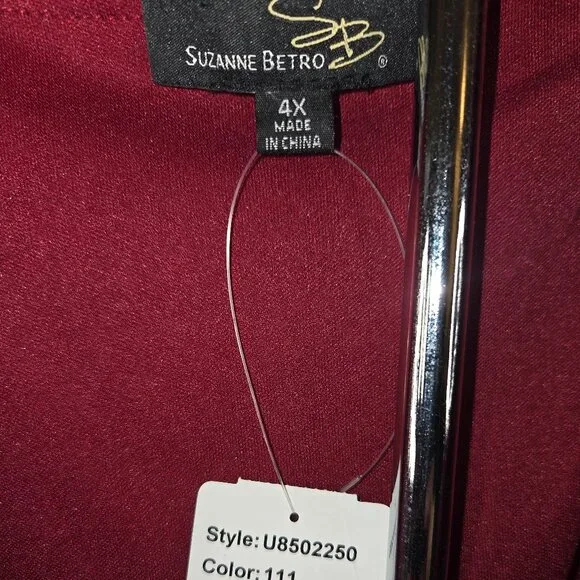 SB
SUZANNE BETRO ®
4X
MADE
IN CHINA
Style: U8502250
Color: 111